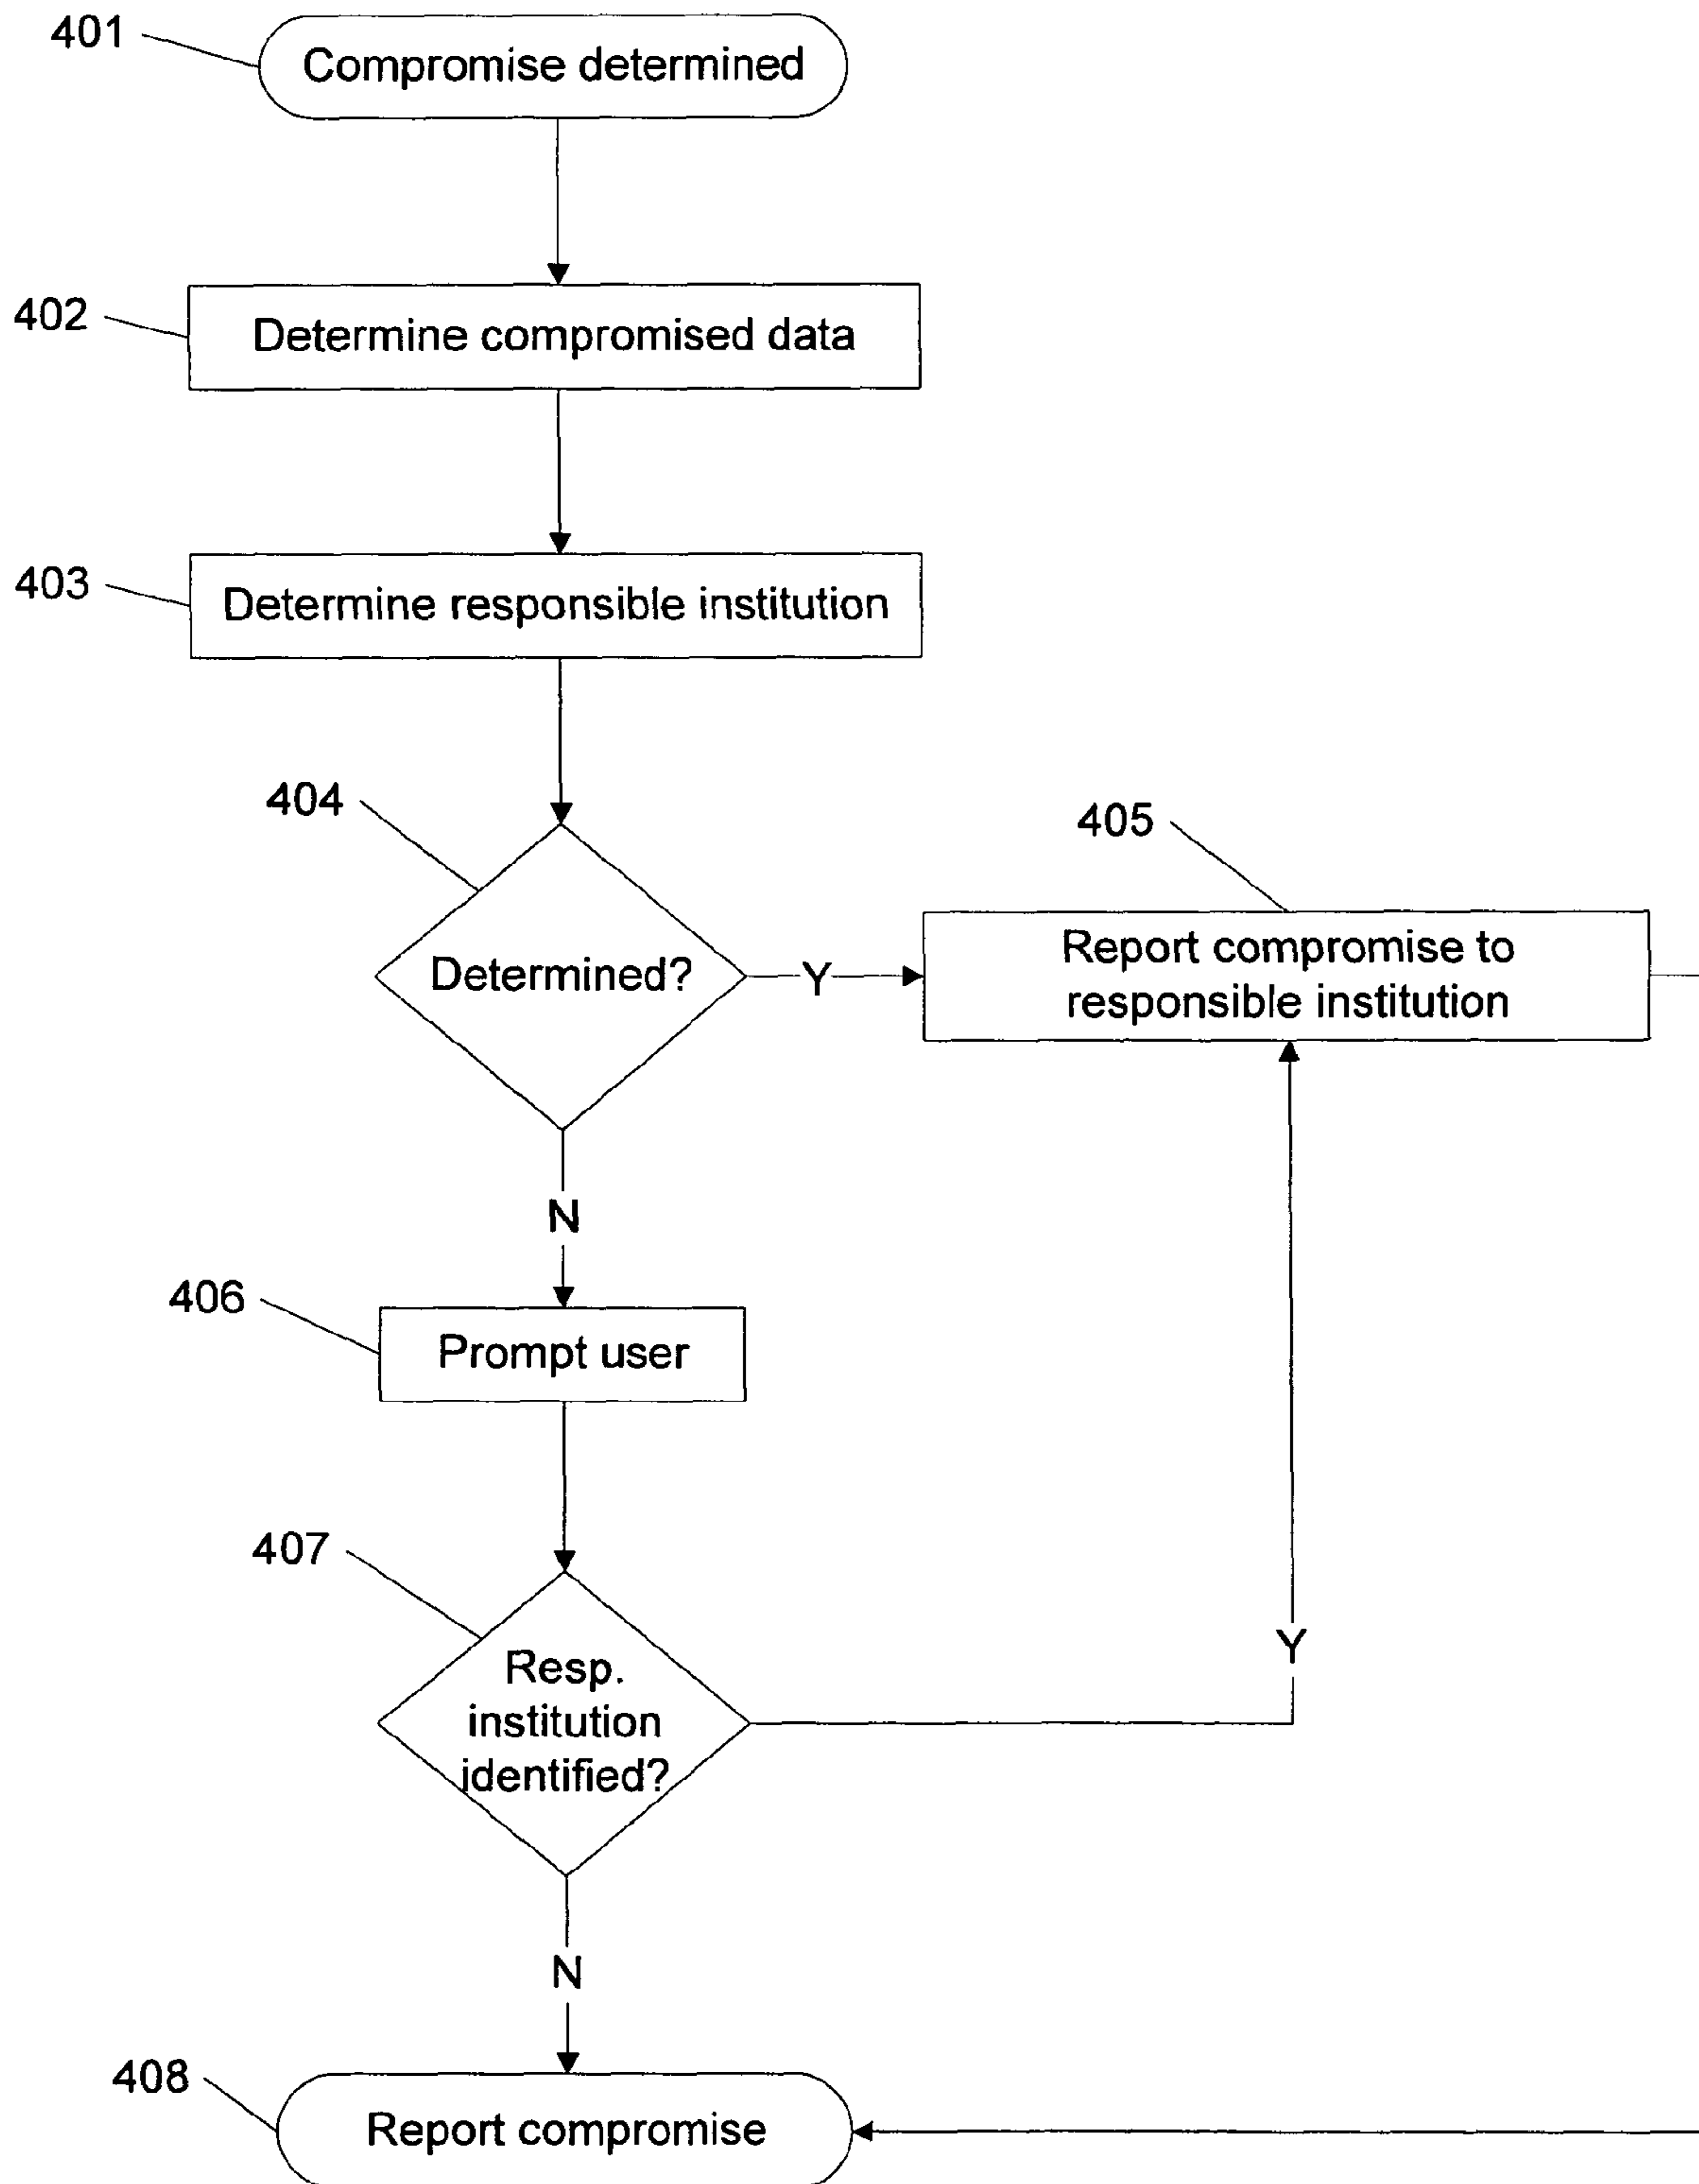 401
Compromise determined
402
Determine compromised data
403
Determine responsible institution
404
Determined?
Y
405
Report compromise to
responsible institution
N
406
Prompt user
407
Resp.
institution
identified?
Y
N
408
Report compromise